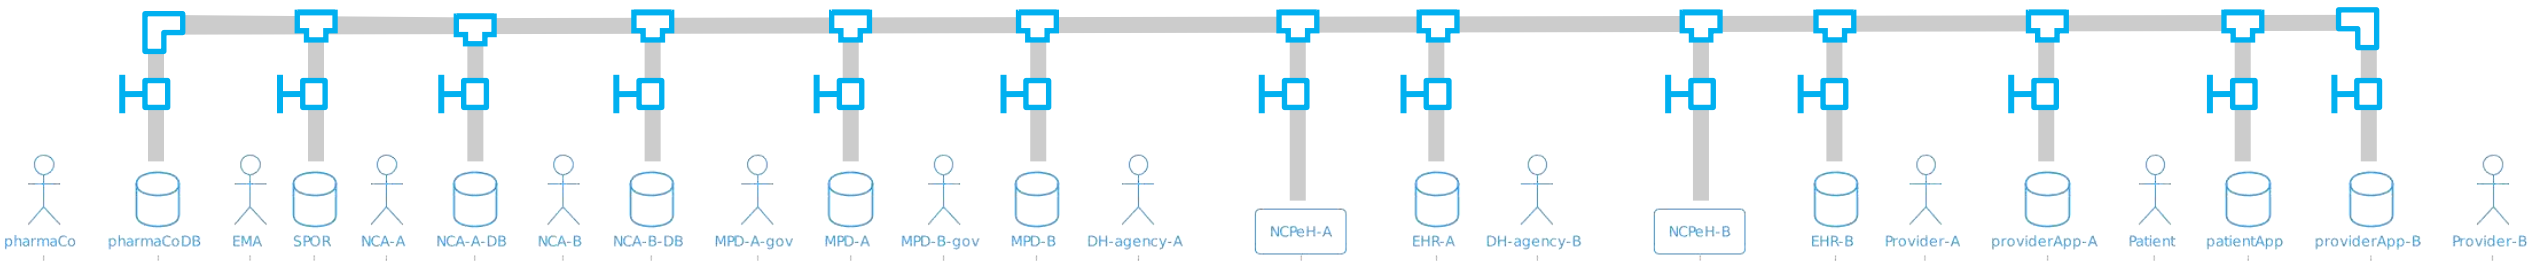 pharmaCo pharmaCoDB EMA SPOR NCA-A NCA-A-DB NCA-B NCA-B-DB MPD-A-gov MPD-A MPD-B-gov MPD-B DH-agency-A NCPeH-A EHR-A DH-agency-B NCPeH-B EHR-B Provider-A providerApp-A Patient patientApp providerApp-B Provider-B